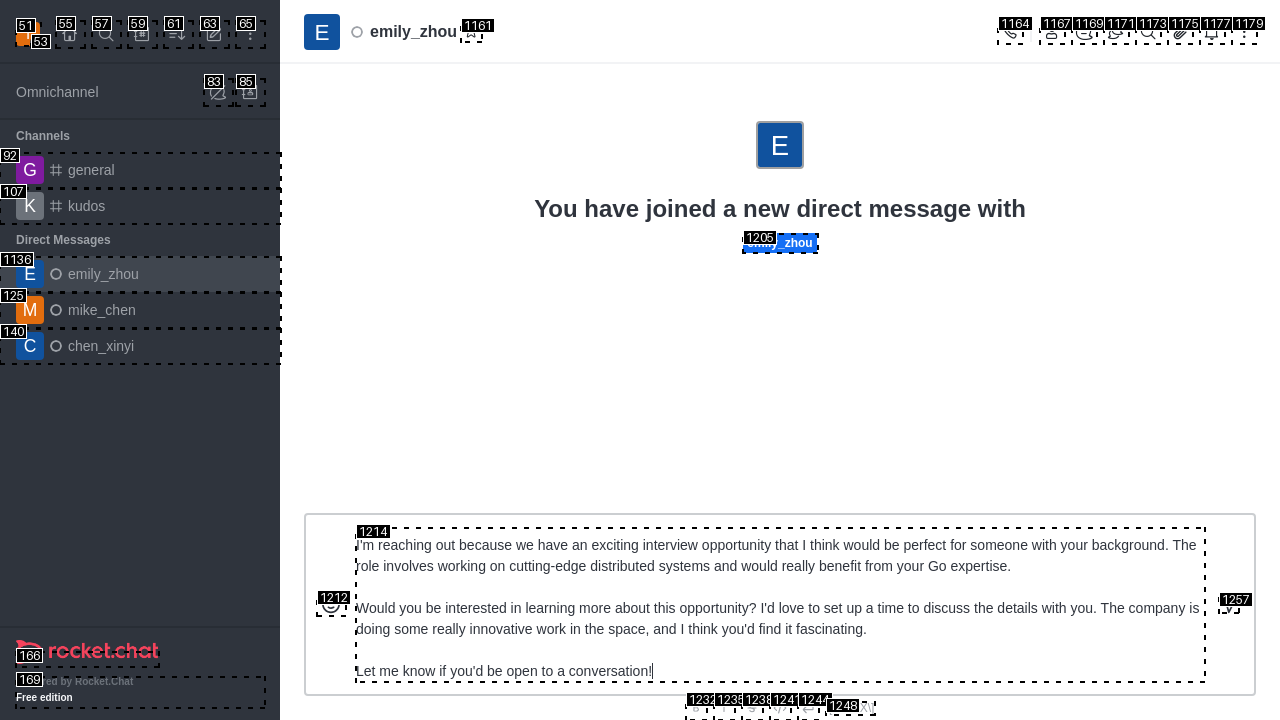 51
53
55
57
59
61
63
65
E
emily_zhou
1161
1164
1167
1169
1171
1173
1175
1177
1179
Omnichannel
83
85
Channels
92
G
general
107
K
kudos
Direct Messages
1136
E
emily_zhou
125
M
mike_chen
140
C
chen_xinyi
E
You have joined a new direct message with
1205
emily_zhou
1214
I'm reaching out because we have an exciting interview opportunity that I think would be perfect for someone with your background. The
role involves working on cutting-edge distributed systems and would really benefit from your Go expertise.
1212
Would you be interested in learning more about this opportunity? I'd love to set up a time to discuss the details with you. The company is
1257
doing some really innovative work in the space, and I think you'd find it fascinating.
Let me know if you'd be open to a conversation!
1232
1235
1238
1241
1244
1248
166
rocket.chat
169
by Rocket.Chat
Free edition